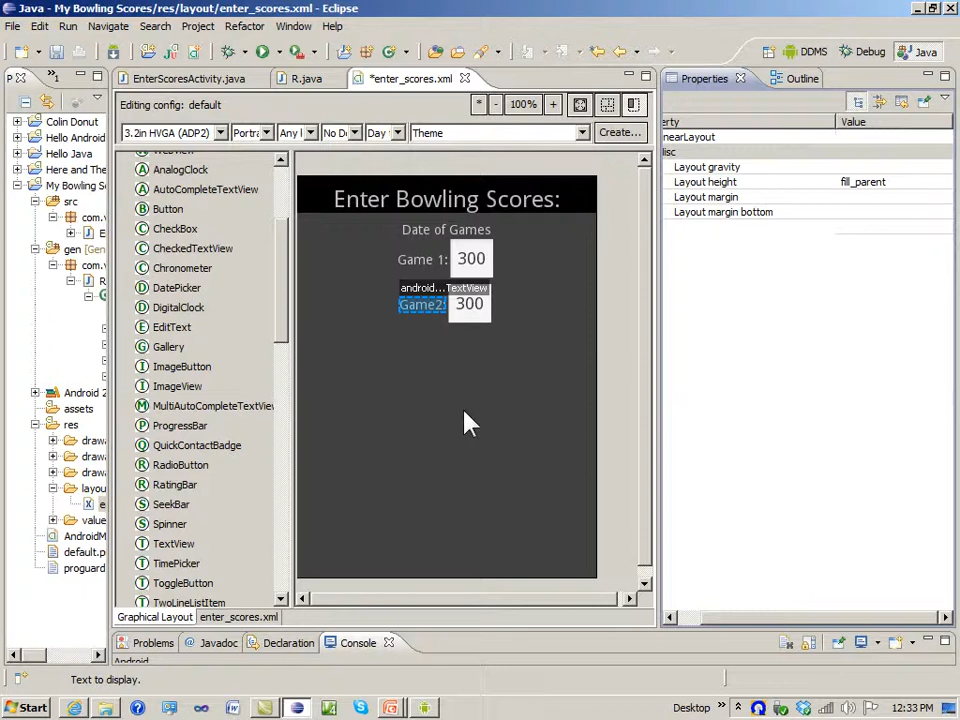 Java - My Bowling Scores/res/layout/enter_scores.xml - Eclipse
File Edit Run Navigate Search Project Refactor Window Help
DDMS Debug Java
P 1 EnterScoresActivity.java R.java *enter_scores.xml Properties Outline
Editing config: default
100%
3.2in HVGA (ADP2) Portra Any l No D Day Theme Create...
erty Value
nearLayout
isc
Layout gravity
Layout height fill_parent
Layout margin
Layout margin bottom
Colin Donut
Hello Android
Hello Java
Here and The
My Bowling S
src
com.v
E
gen [Gen
com.v
R
Android 2
assets
res
drawa
drawa
drawa
layou
e
value
AndroidM
default.p
proguard
WebView
AnalogClock
AutoCompleteTextView
Button
CheckBox
CheckedTextView
Chronometer
DatePicker
DigitalClock
EditText
Gallery
ImageButton
ImageView
MultiAutoCompleteTextView
ProgressBar
QuickContactBadge
RadioButton
RatingBar
SeekBar
Spinner
TextView
TimePicker
ToggleButton
TwoLineListItem
Enter Bowling Scores:
Date of Games
Game 1: 300
android...TextView
Game2: 300
Graphical Layout enter_scores.xml
Problems @ Javadoc Declaration Console
Android
Text to display.
Start Desktop 12:33 PM